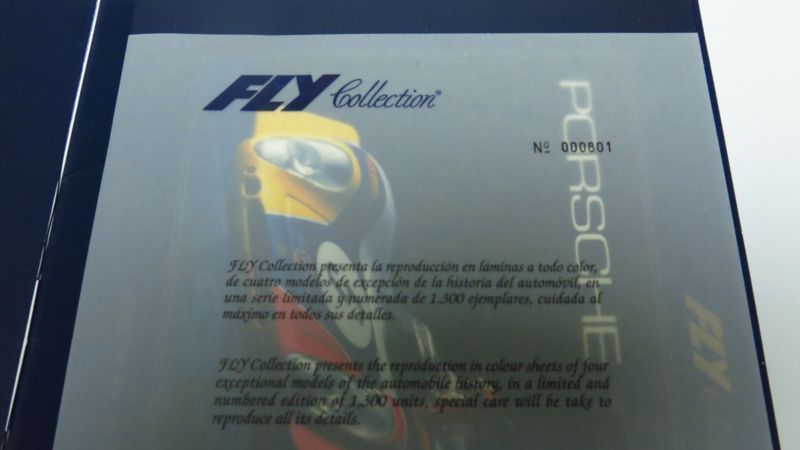 FLY Collection®
Nº 000801
PORSCHE
FLY Collection presenta la reproducción en láminas a todo color,
de cuatro modelos de excepción de la historia del automóvil, en
una serie limitada y numerada de 1.300 ejemplares, cuidada al
máximo en todos sus detalles.
FLY
FLY Collection presents the reproduction in colour sheets of four
exceptional models of the automobile history, in a limited and
numbered edition of 1,300 units, special care will be take to
reproduce all its details.